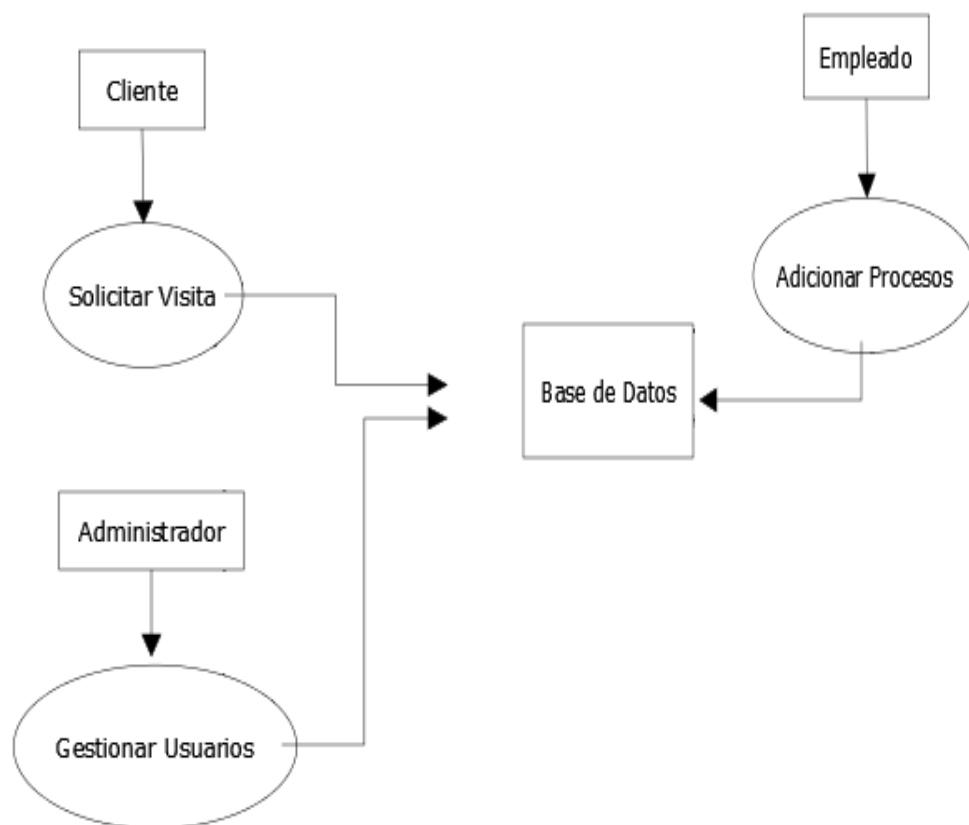 Cliente
Empleado
Solicitar Visita
Adicionar Procesos
Base de Datos
Administrador
Gestionar Usuarios